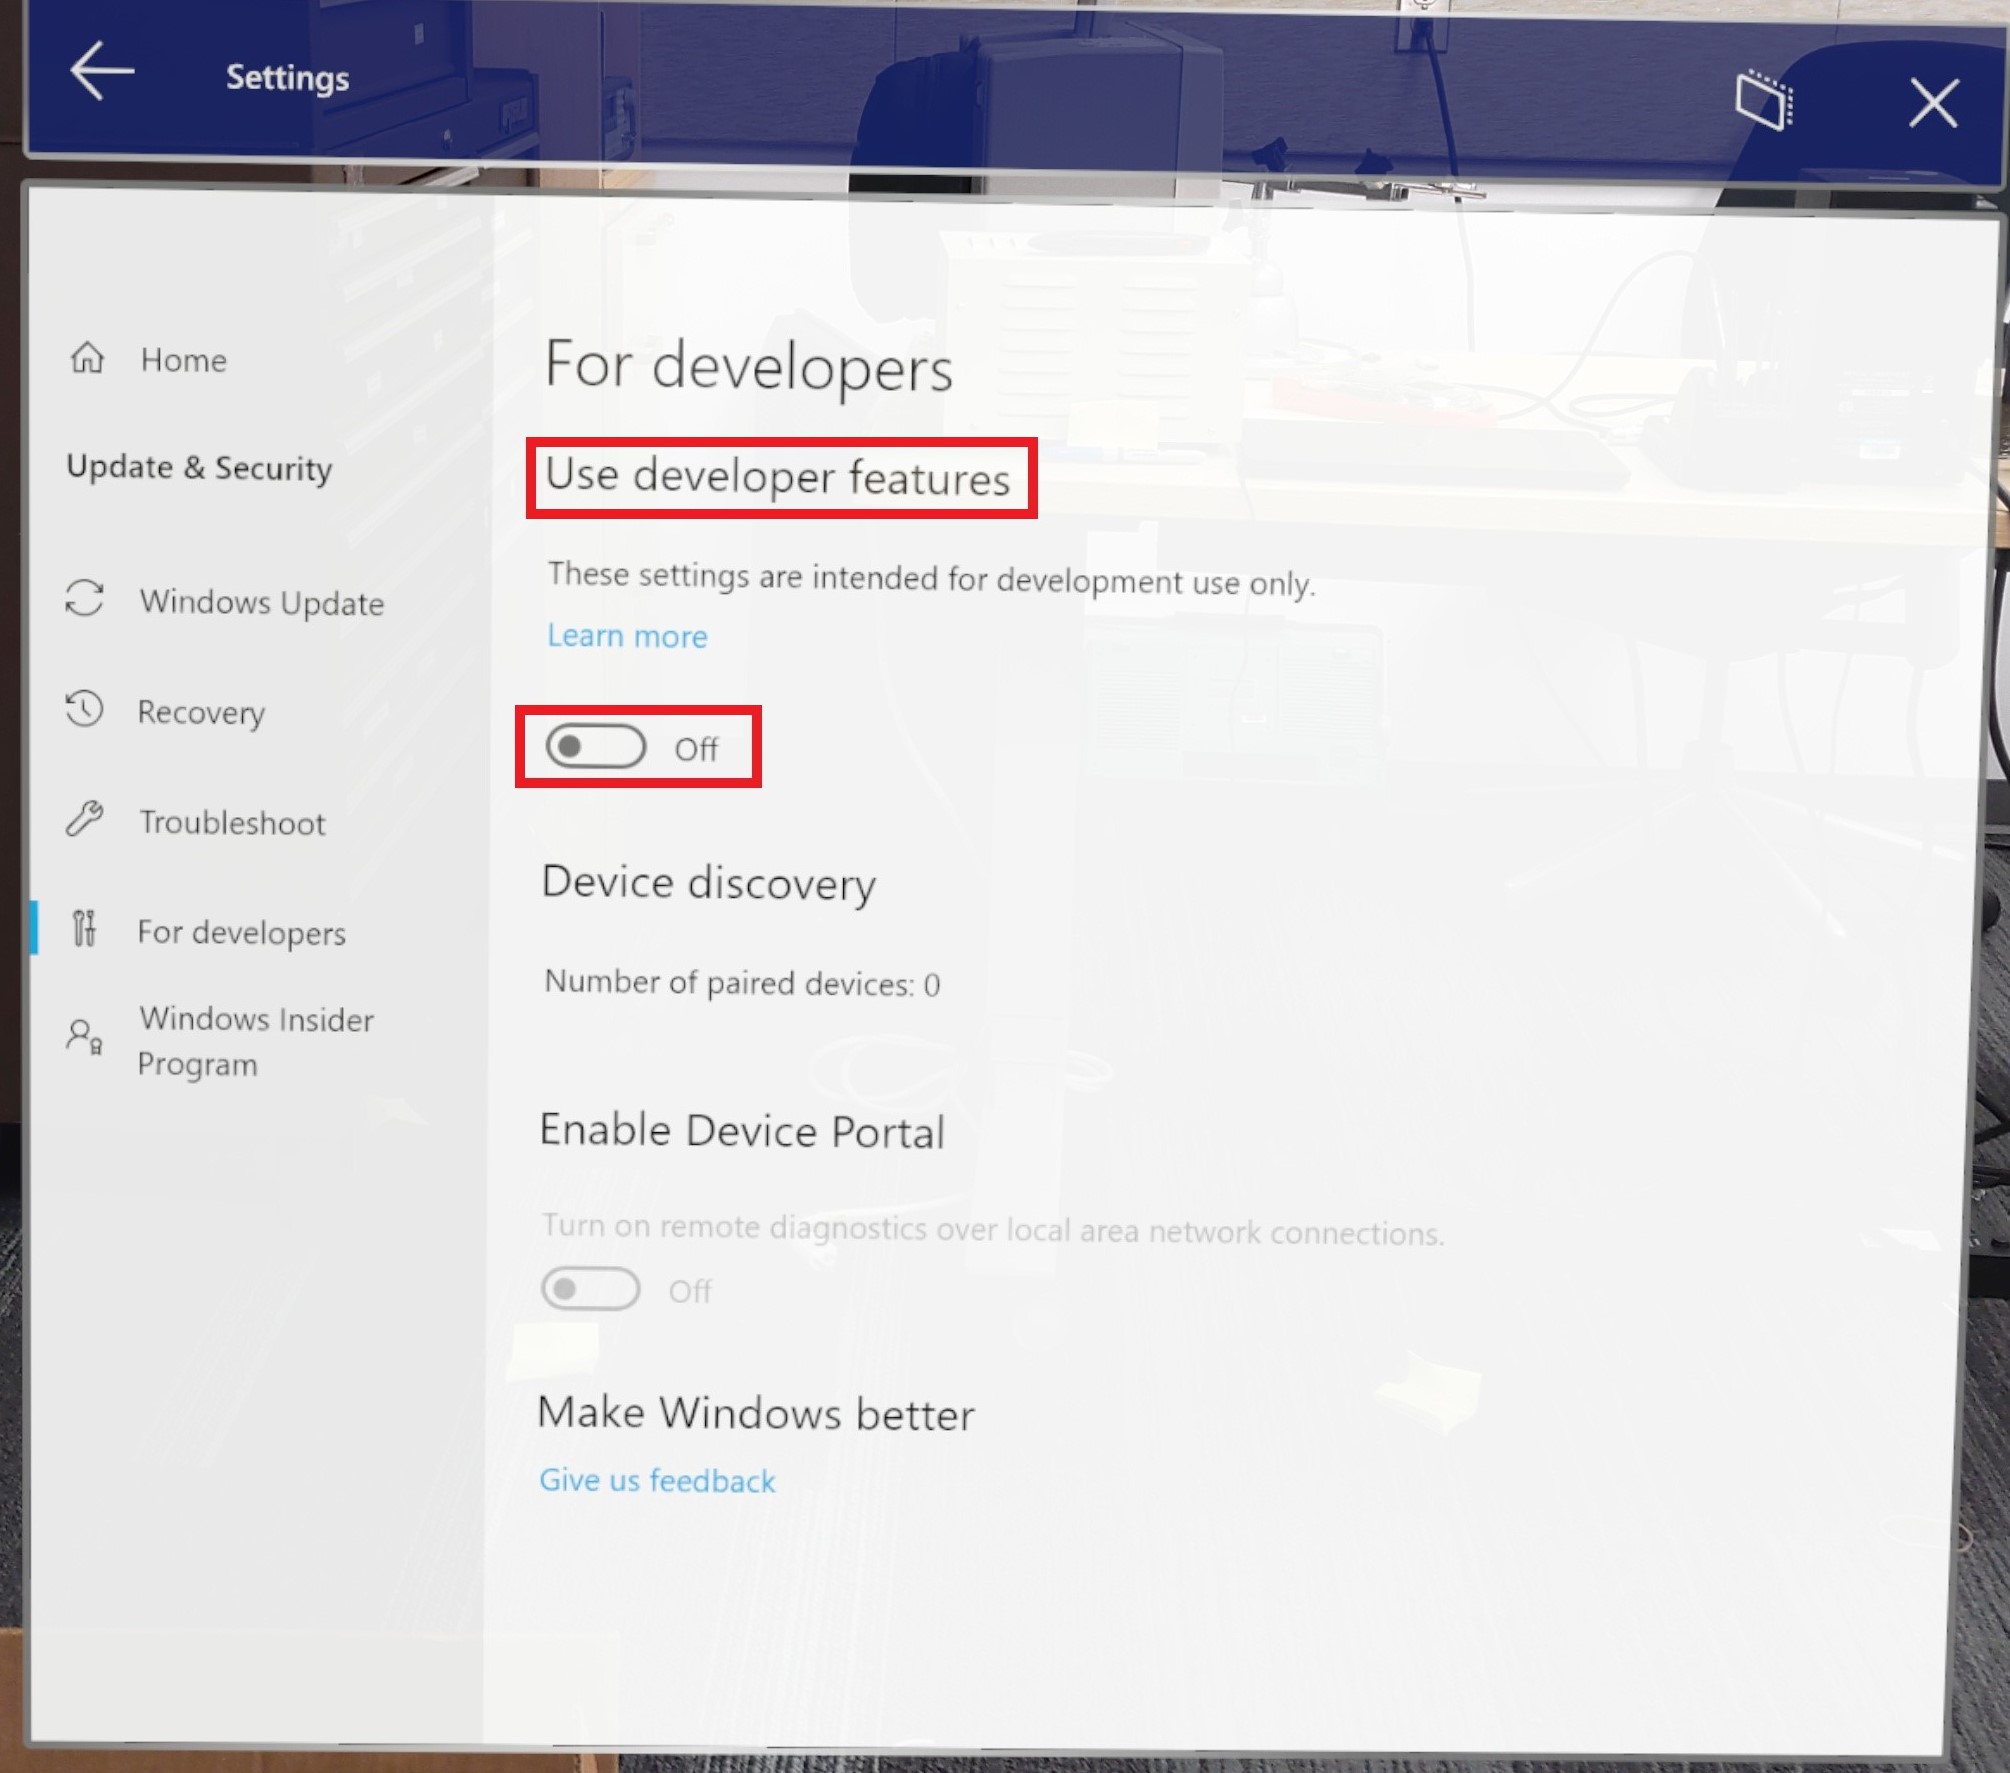 Settings
Home
Update & Security
Windows Update
Recovery
Troubleshoot
For developers
Windows Insider
Program
For developers
Use developer features
These settings are intended for development use only.
Learn more
Off
Device discovery
Number of paired devices: 0
Enable Device Portal
Turn on remote diagnostics over local area network connections.
Off
Make Windows better
Give us feedback